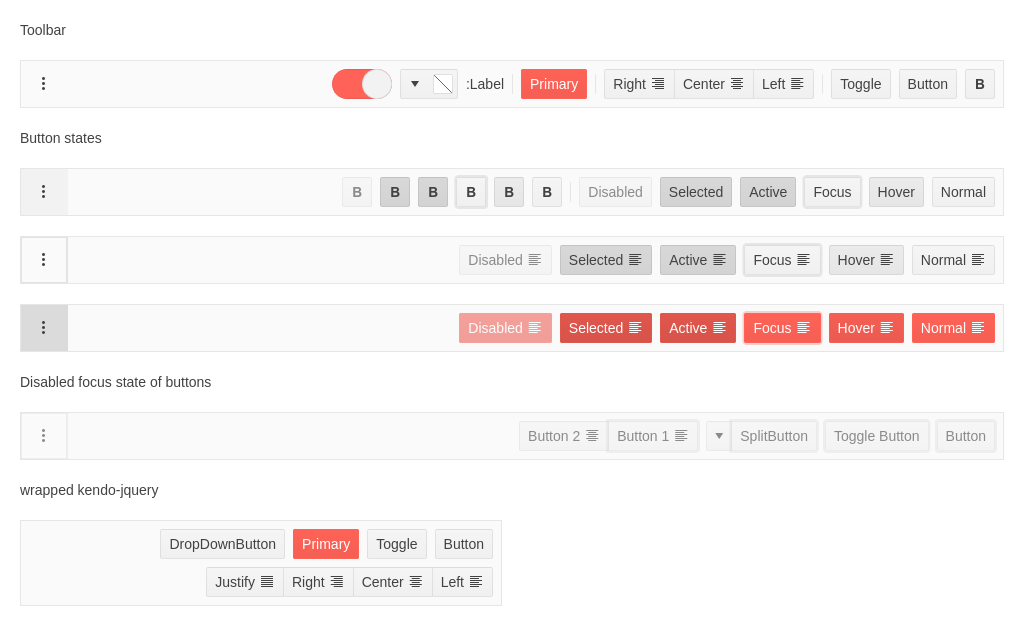 Toolbar
:Label Primary Right Center Left Toggle Button B
Button states
B B B B B B Disabled Selected Active Focus Hover Normal
Disabled Selected Active Focus Hover Normal
Disabled Selected Active Focus Hover Normal
Disabled focus state of buttons
Button 2 Button 1 SplitButton Toggle Button Button
wrapped kendo-jquery
DropDownButton Primary Toggle Button
Justify Right Center Left